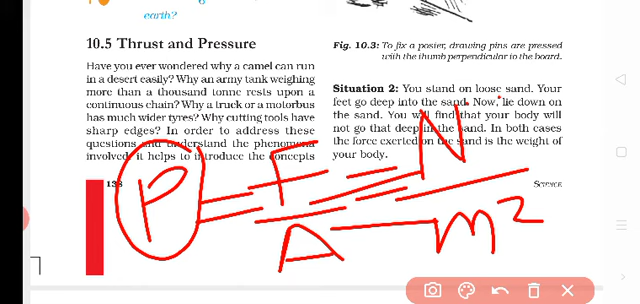 earth?
10.5 Thrust and Pressure
Have you ever wondered why a camel can run
in a desert easily? Why an army tank weighing
more than a thousand tonne rests upon a
continuous chain? Why a truck or a motorbus
has much wider tyres? Why cutting tools have
sharp edges? In order to address these
questions and understand the phenomena
involved, it helps to introduce the concepts
138
Fig. 10.3: To fix a poster, drawing pins are pressed
with the thumb perpendicular to the board.
Situation 2: You stand on loose sand. Your
feet go deep into the sand. Now, lie down on
the sand. You will find that your body will
not go that deep in the sand. In both cases
the force exerted on the sand is the weight of
your body.
SCIENCE
P = F = N
A m²